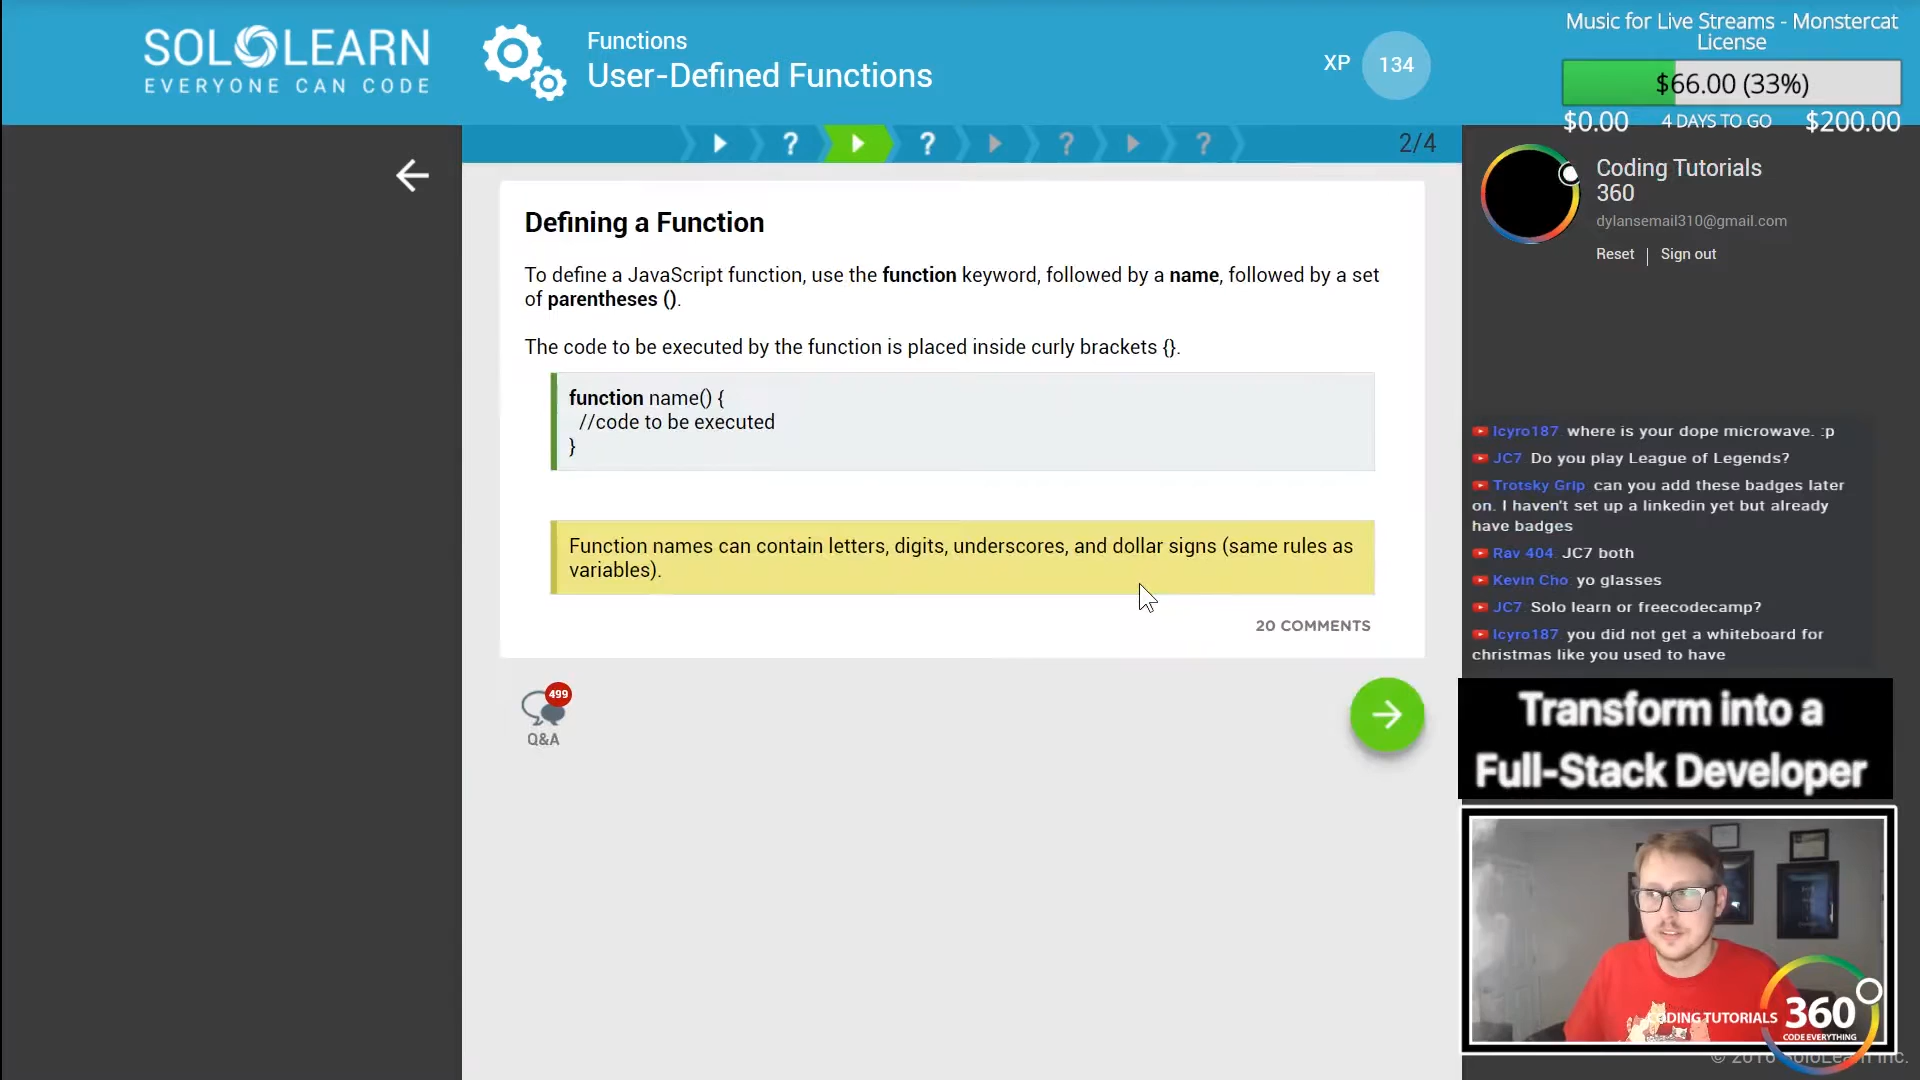 SOLOLEARN
EVERYONE CAN CODE
Functions
User-Defined Functions
XP 134
Music for Live Streams - Monstercat
License
$66.00 (33%)
$0.00 4 DAYS TO GO $200.00
? ? ? ? 2/4
Coding Tutorials
360
dylansemail310@gmail.com
Reset | Sign out
Defining a Function
To define a JavaScript function, use the function keyword, followed by a name, followed by a set
of parentheses ().
The code to be executed by the function is placed inside curly brackets {}.
function name() {
//code to be executed
}
Function names can contain letters, digits, underscores, and dollar signs (same rules as
variables).
20 COMMENTS
499
Q&A
Icyro187 where is your dope microwave. :p
JC7 Do you play League of Legends?
Trotsky Grip can you add these badges later
on. I haven't set up a linkedin yet but already
have badges
Rav 404 JC7 both
Kevin Cho yo glasses
JC7 Solo learn or freecodecamp?
Icyro187 you did not get a whiteboard for
christmas like you used to have
Transform into a
Full-Stack Developer
CODING TUTORIALS 360
CODE EVERYTHING
© 2016 SoloLearn Inc.